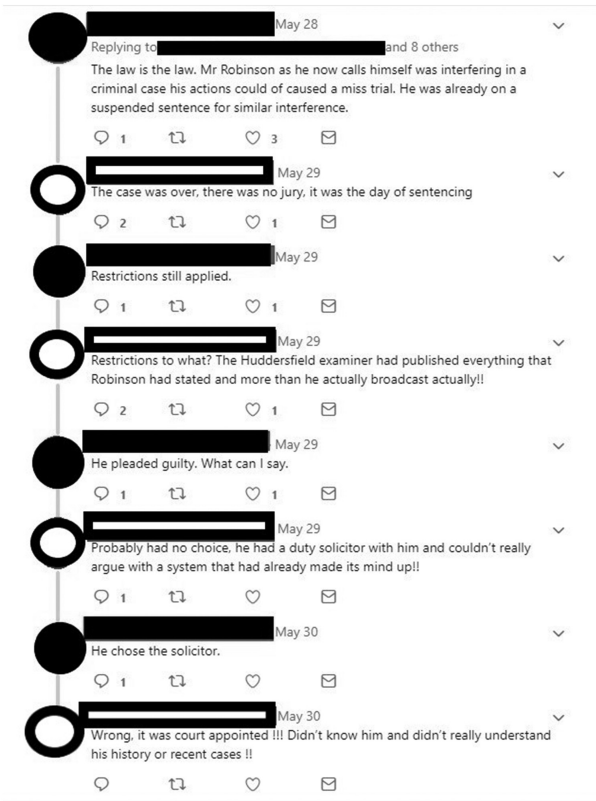 May 28
Replying to and 8 others
The law is the law. Mr Robinson as he now calls himself was interfering in a
criminal case his actions could of caused a miss trial. He was already on a
suspended sentence for similar interference.
1 3
May 29
The case was over, there was no jury, it was the day of sentencing
2 1
May 29
Restrictions still applied.
1 1
May 29
Restrictions to what? The Huddersfield examiner had published everything that
Robinson had stated and more than he actually broadcast actually!!
2 1
May 29
He pleaded guilty. What can I say.
1 1
May 29
Probably had no choice, he had a duty solicitor with him and couldn't really
argue with a system that had already made its mind up!!
1
May 30
He chose the solicitor.
1
May 30
Wrong, it was court appointed !!! Didn't know him and didn't really understand
his history or recent cases !!